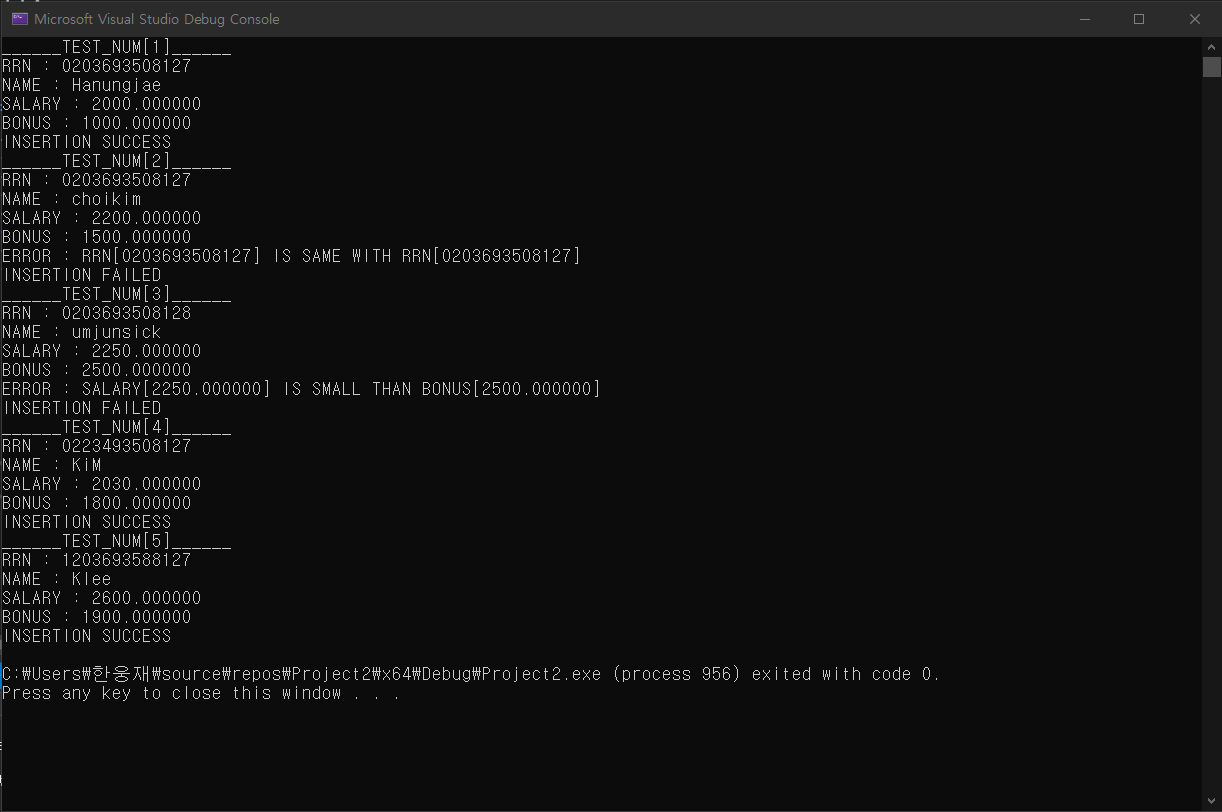 Microsoft Visual Studio Debug Console
______TEST_NUM[1]______
RRN : 0203693508127
NAME : Hanungjae
SALARY : 2000.000000
BONUS : 1000.000000
INSERTION SUCCESS
______TEST_NUM[2]______
RRN : 0203693508127
NAME : choikim
SALARY : 2200.000000
BONUS : 1500.000000
ERROR : RRN[0203693508127] IS SAME WITH RRN[0203693508127]
INSERTION FAILED
______TEST_NUM[3]______
RRN : 0203693508128
NAME : umjunsick
SALARY : 2250.000000
BONUS : 2500.000000
ERROR : SALARY[2250.000000] IS SMALL THAN BONUS[2500.000000]
INSERTION FAILED
______TEST_NUM[4]______
RRN : 0223493508127
NAME : KiM
SALARY : 2030.000000
BONUS : 1800.000000
INSERTION SUCCESS
______TEST_NUM[5]______
RRN : 1203693588127
NAME : Klee
SALARY : 2600.000000
BONUS : 1900.000000
INSERTION SUCCESS
C:₩Users₩한웅재₩source₩repos₩Project2₩x64₩Debug₩Project2.exe (process 956) exited with code 0.
Press any key to close this window . . .